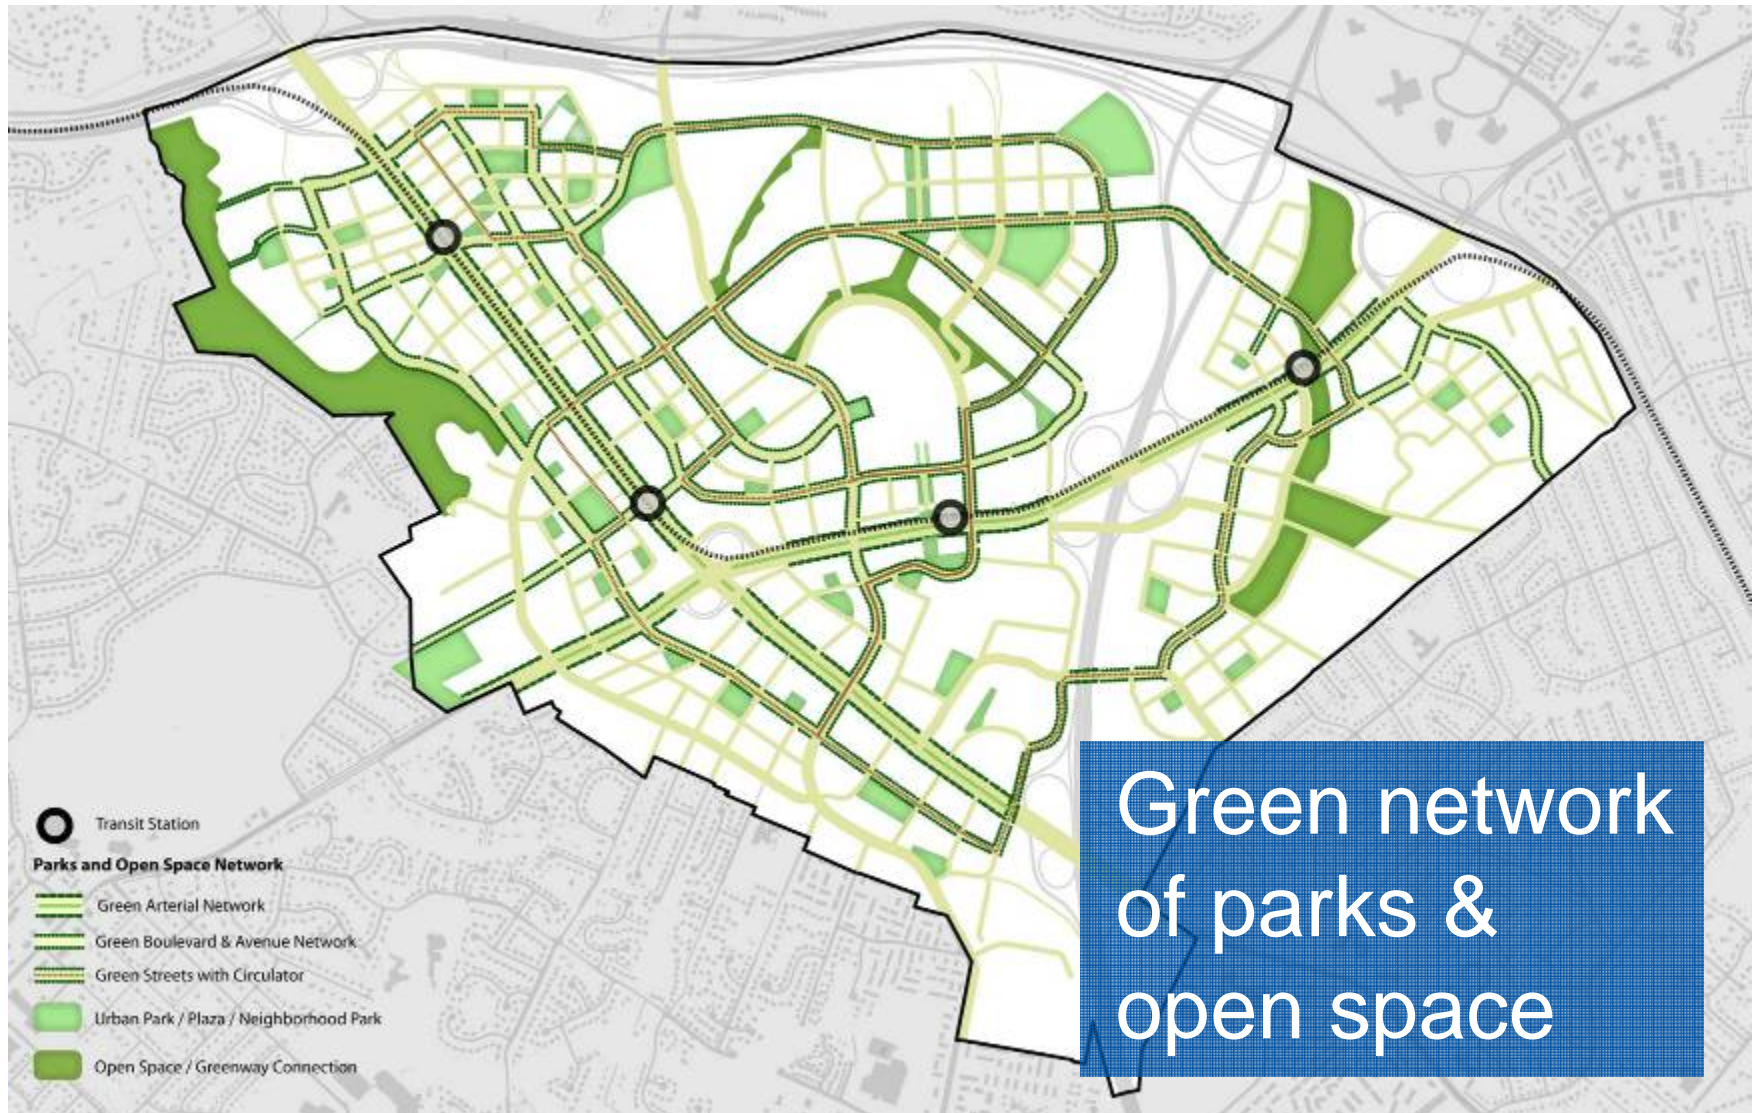 Transit Station
Parks and Open Space Network
Green Arterial Network
Green Boulevard & Avenue Network
Green Streets with Circulator
Urban Park / Plaza / Neighborhood Park
Open Space / Greenway Connection
Green network
of parks &
open space